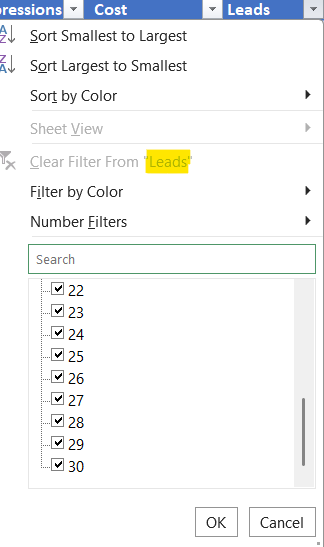 pressions Cost Leads
Sort Smallest to Largest
Sort Largest to Smallest
Sort by Color
Sheet View
Clear Filter From "Leads"
Filter by Color
Number Filters
Search
22
23
24
25
26
27
28
29
30
OK Cancel